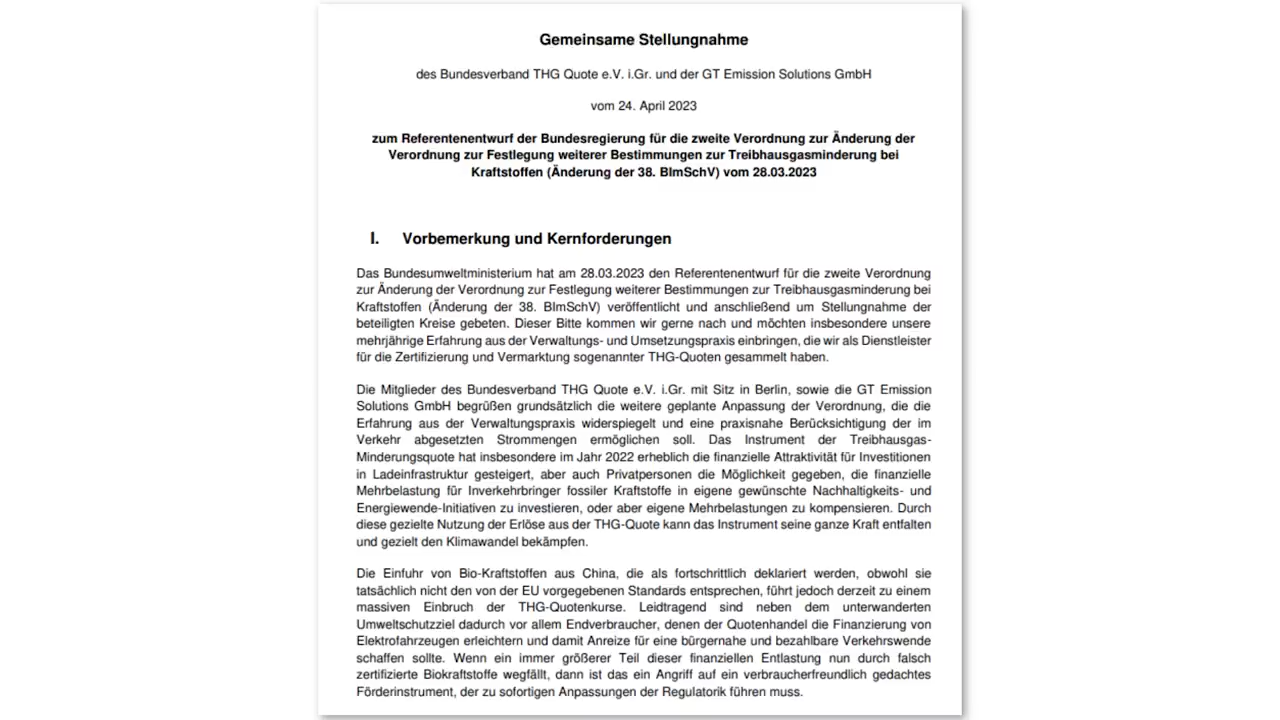 Gemeinsame Stellungnahme
des Bundesverband THG Quote e.V. i.Gr. und der GT Emission Solutions GmbH
vom 24. April 2023
zum Referentenentwurf der Bundesregierung für die zweite Verordnung zur Änderung der
Verordnung zur Festlegung weiterer Bestimmungen zur Treibhausgasminderung bei
Kraftstoffen (Änderung der 38. BImSchV) vom 28.03.2023
I. Vorbemerkung und Kernforderungen
Das Bundesumweltministerium hat am 28.03.2023 den Referentenentwurf für die zweite Verordnung
zur Änderung der Verordnung zur Festlegung weiterer Bestimmungen zur Treibhausgasminderung bei
Kraftstoffen (Änderung der 38. BImSchV) veröffentlicht und anschließend um Stellungnahme der
beteiligten Kreise gebeten. Dieser Bitte kommen wir gerne nach und möchten insbesondere unsere
mehrjährige Erfahrung aus der Verwaltungs- und Umsetzungspraxis einbringen, die wir als Dienstleister
für die Zertifizierung und Vermarktung sogenannter THG-Quoten gesammelt haben.
Die Mitglieder des Bundesverband THG Quote e.V. i.Gr. mit Sitz in Berlin, sowie die GT Emission
Solutions GmbH begrüßen grundsätzlich die weitere geplante Anpassung der Verordnung, die die
Erfahrung aus der Verwaltungspraxis widerspiegelt und eine praxisnahe Berücksichtigung der im
Verkehr abgesetzten Strommengen ermöglichen soll. Das Instrument der Treibhausgas-
Minderungsquote hat insbesondere im Jahr 2022 erheblich die finanzielle Attraktivität für Investitionen
in Ladeinfrastruktur gesteigert, aber auch Privatpersonen die Möglichkeit gegeben, die finanzielle
Mehrbelastung für Inverkehrbringer fossiler Kraftstoffe in eigene gewünschte Nachhaltigkeits- und
Energiewende-Initiativen zu investieren, oder aber eigene Mehrbelastungen zu kompensieren. Durch
diese gezielte Nutzung der Erlöse aus der THG-Quote kann das Instrument seine ganze Kraft entfalten
und gezielt den Klimawandel bekämpfen.
Die Einfuhr von Bio-Kraftstoffen aus China, die als fortschrittlich deklariert werden, obwohl sie
tatsächlich nicht den von der EU vorgegebenen Standards entsprechen, führt jedoch derzeit zu einem
massiven Einbruch der THG-Quotenkurse. Leidtragend sind neben dem unterwanderten
Umweltschutzziel dadurch vor allem Endverbraucher, denen der Quotenhandel die Finanzierung von
Elektrofahrzeugen erleichtern und damit Anreize für eine bürgernahe und bezahlbare Verkehrswende
schaffen sollte. Wenn ein immer größerer Teil dieser finanziellen Entlastung nun durch falsch
zertifizierte Biokraftstoffe wegfällt, dann ist das ein Angriff auf ein verbraucherfreundlich gedachtes
Förderinstrument, der zu sofortigen Anpassungen der Regulatorik führen muss.